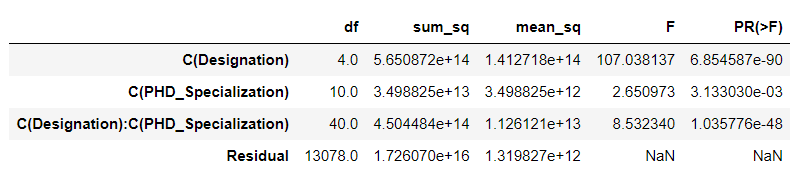 df sum_sq mean_sq F PR(>F)
C(Designation) 4.0 5.650872e+14 1.412718e+14 107.038137 6.854587e-90
C(PHD_Specialization) 10.0 3.498825e+13 3.498825e+12 2.650973 3.133030e-03
C(Designation):C(PHD_Specialization) 40.0 4.504484e+14 1.126121e+13 8.532340 1.035776e-48
Residual 13078.0 1.726070e+16 1.319827e+12 NaN NaN